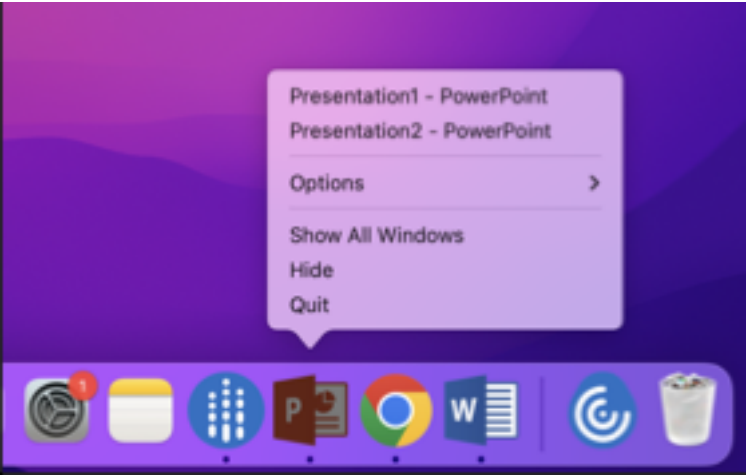 Presentation1 - PowerPoint
Presentation2 - PowerPoint
Options
Show All Windows
Hide
Quit
1
P
W